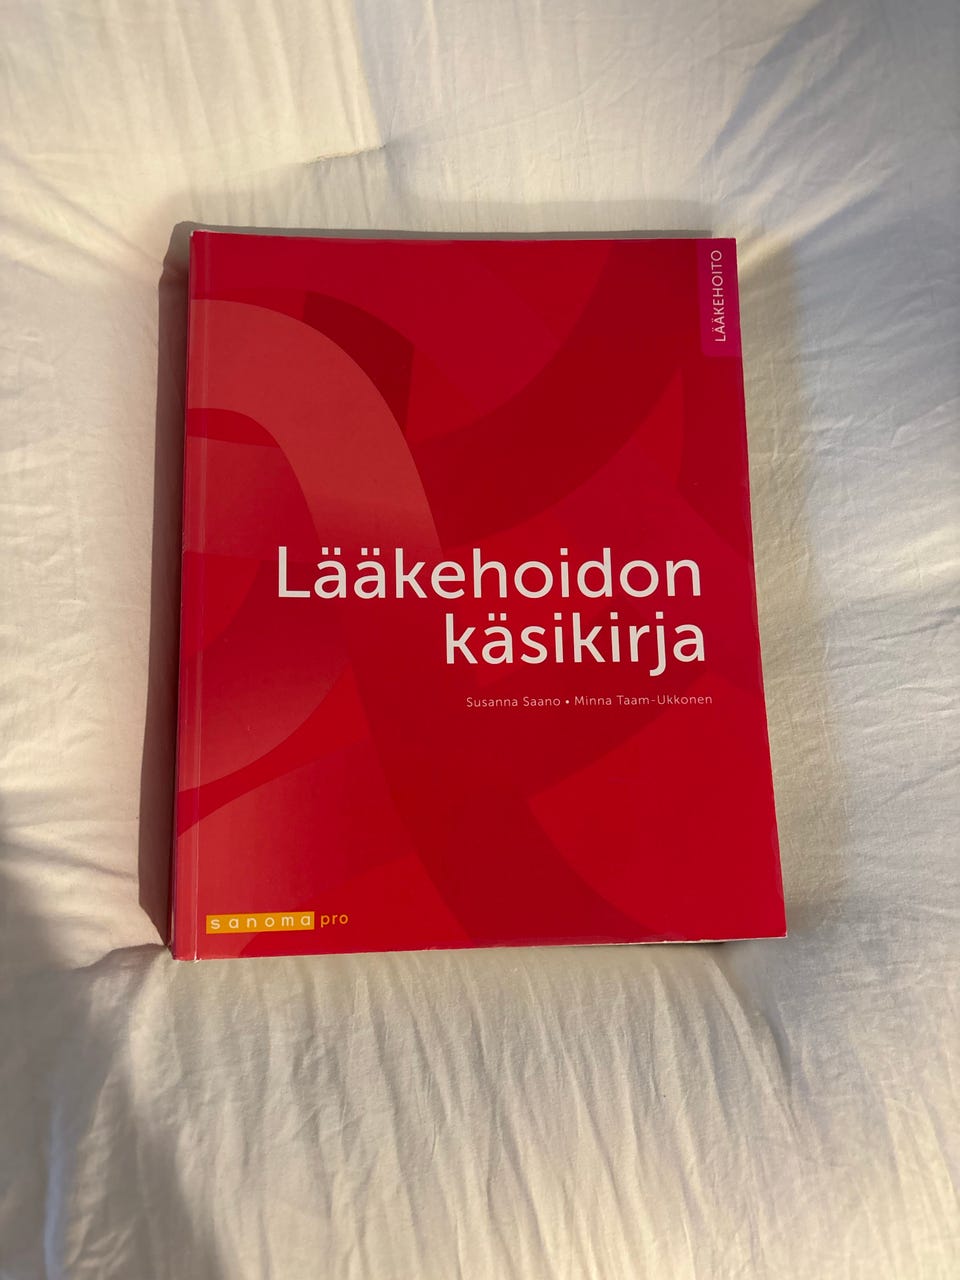 LÄÄKEHOITO
Lääkehoidon
käsikirja
Susanna Saano • Minna Taam-Ukkonen
sanoma pro